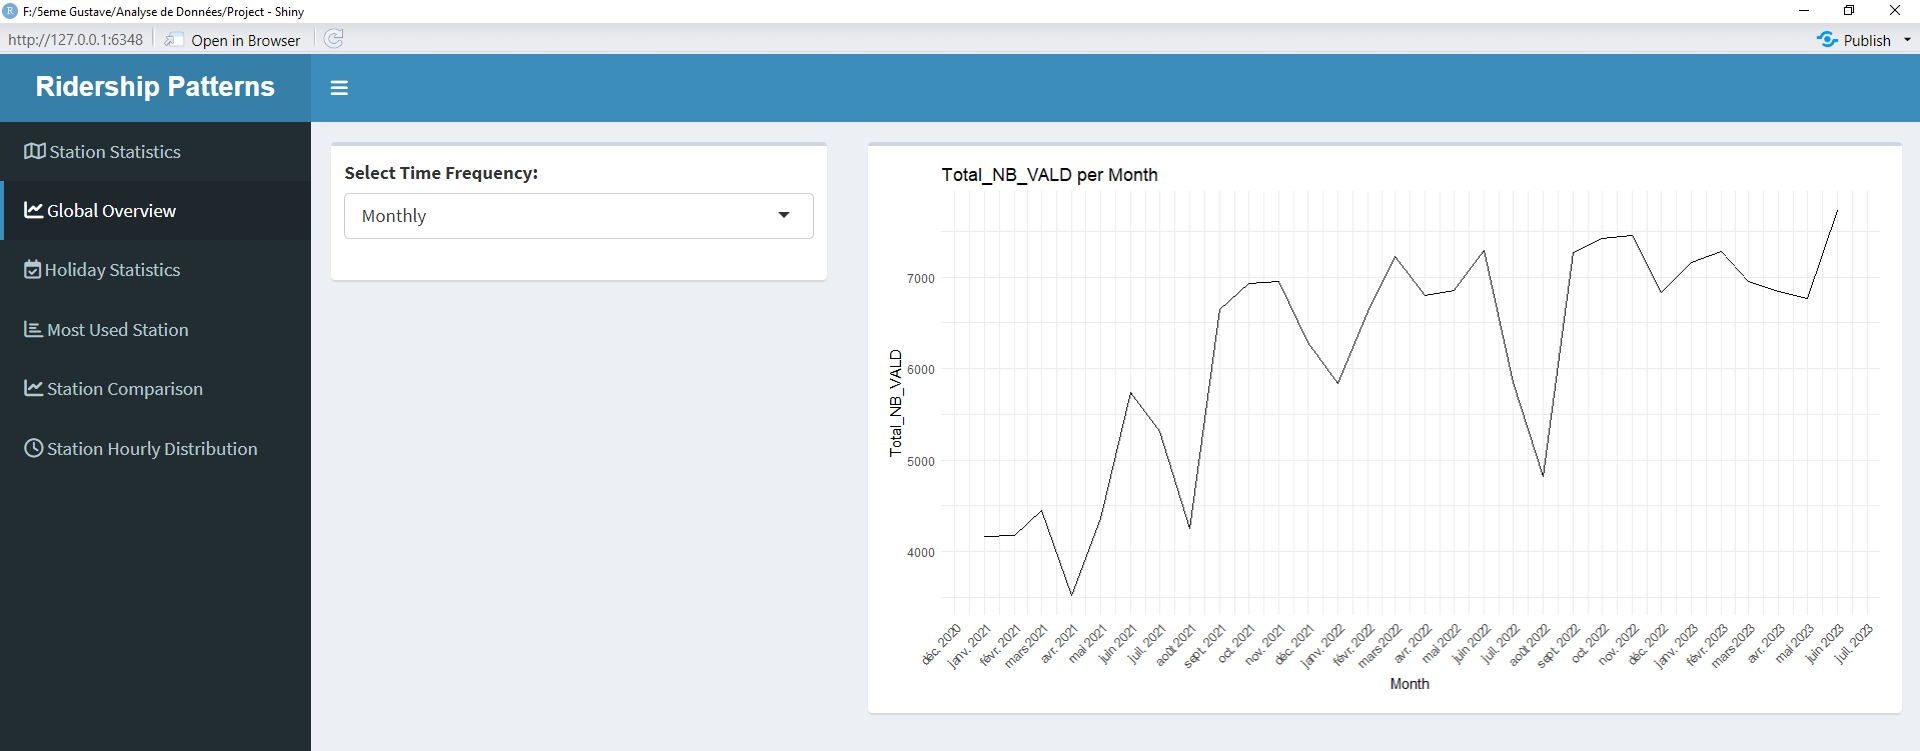 F:/5eme Gustave/Analyse de Données/Project - Shiny
http://127.0.0.1:6348
Open in Browser
Publish
Ridership Patterns
Station Statistics
Global Overview
Holiday Statistics
Most Used Station
Station Comparison
Station Hourly Distribution
Select Time Frequency:
Monthly
Total_NB_VALD per Month
Total_NB_VALD
7000
6000
5000
4000
déc. 2020
janv. 2021
févr. 2021
mars 2021
avr. 2021
mai 2021
juin 2021
juil. 2021
août 2021
sept. 2021
oct. 2021
nov. 2021
déc. 2021
janv. 2022
févr. 2022
mars 2022
avr. 2022
mai 2022
juin 2022
juil. 2022
août 2022
sept. 2022
oct. 2022
nov. 2022
déc. 2022
janv. 2023
févr. 2023
mars 2023
avr. 2023
mai 2023
juin 2023
juil. 2023
Month